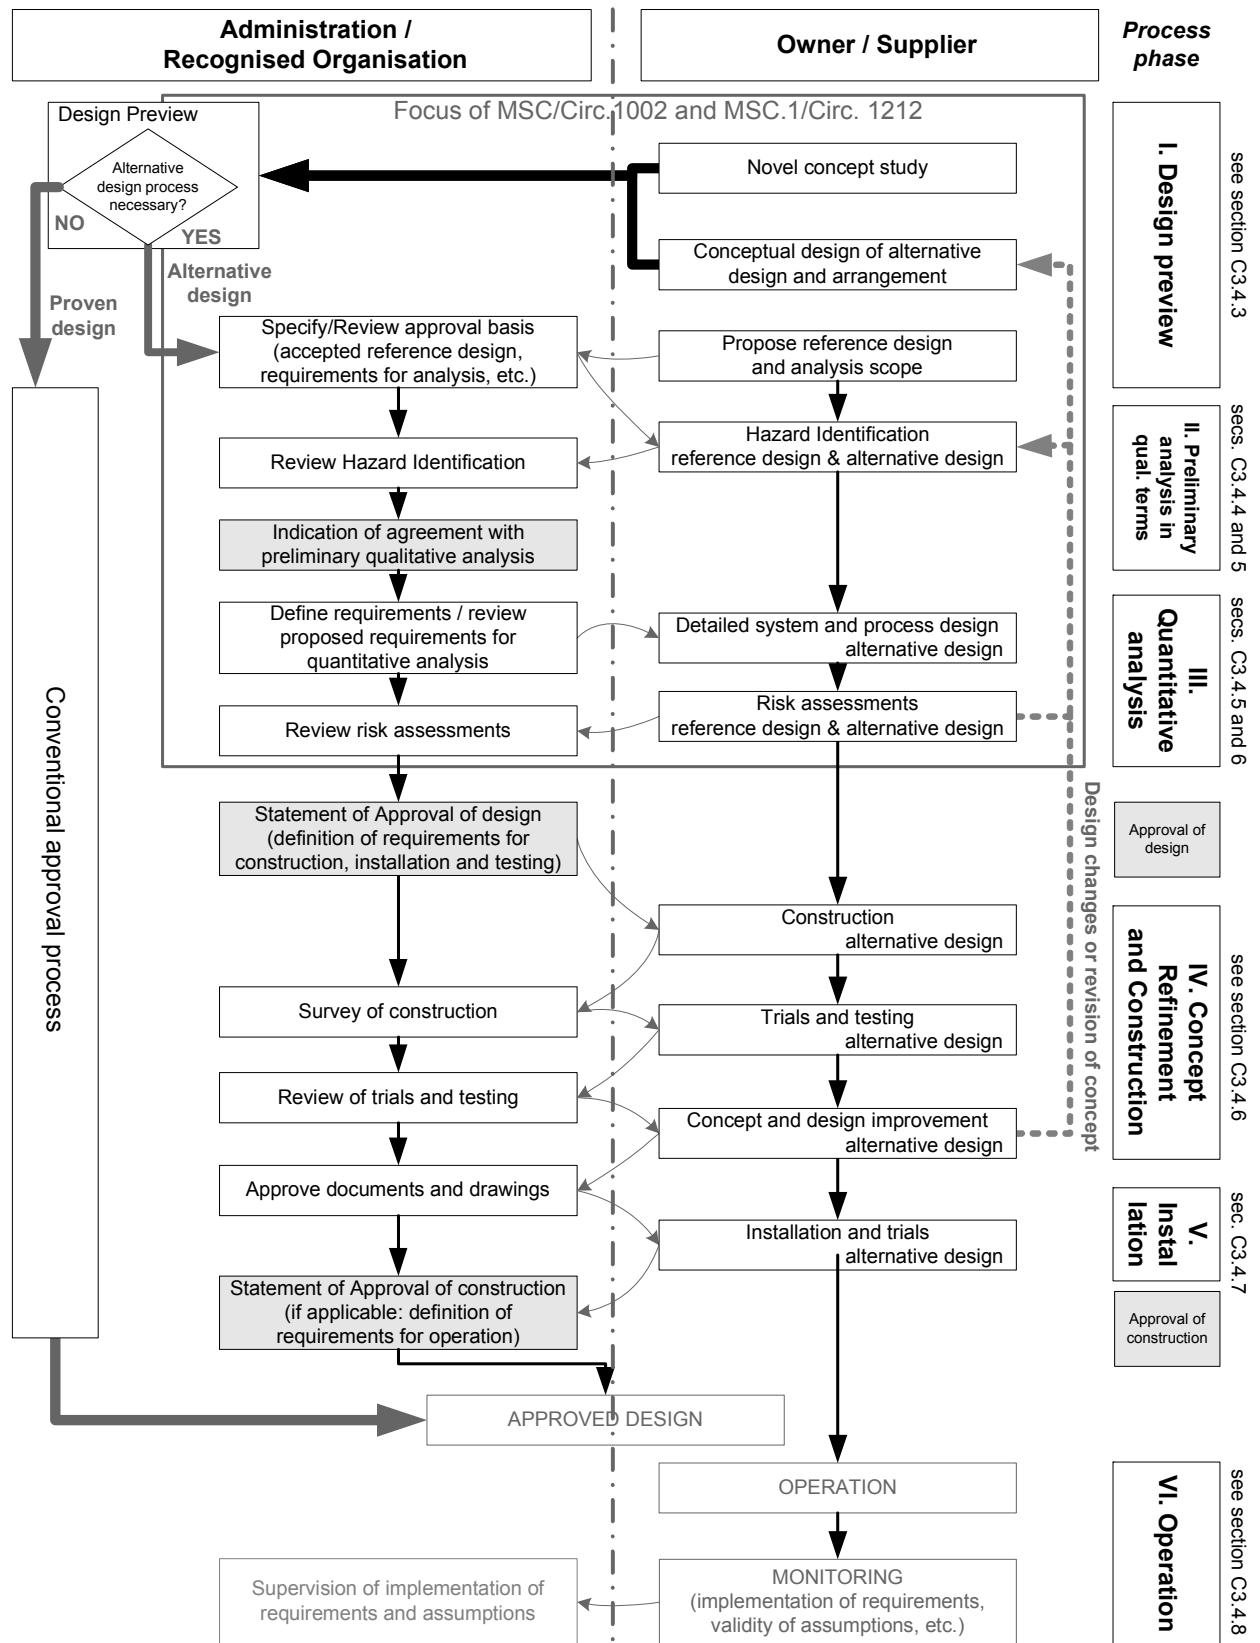 Administration /
Recognised Organisation
Owner / Supplier
Process
phase
Focus of MSC/Circ.1002 and MSC.1/Circ. 1212
Design Preview
Alternative
design process
necessary?
NO
YES
Alternative
design
Proven
design
Novel concept study
Conceptual design of alternative
design and arrangement
I. Design preview
see section C3.4.3
Specify/Review approval basis
(accepted reference design,
requirements for analysis, etc.)
Propose reference design
and analysis scope
Review Hazard Identification
Hazard Identification
reference design & alternative design
II. Preliminary
analysis in
qual. terms
secs. C3.4.4 and 5
Indication of agreement with
preliminary qualitative analysis
Define requirements / review
proposed requirements for
quantitative analysis
Detailed system and process design
alternative design
III.
Quantitative
analysis
secs. C3.4.5 and 6
Review risk assessments
Risk assessments
reference design & alternative design
Conventional approval process
Design changes or revision of concept
Statement of Approval of design
(definition of requirements for
construction, installation and testing)
Approval of
design
Construction
alternative design
IV. Concept
Refinement
and Construction
see section C3.4.6
Survey of construction
Trials and testing
alternative design
Review of trials and testing
Concept and design improvement
alternative design
Approve documents and drawings
Installation and trials
alternative design
V.
Instal
lation
sec. C3.4.7
Statement of Approval of construction
(if applicable: definition of
requirements for operation)
Approval of
construction
APPROVED DESIGN
OPERATION
VI. Operation
see section C3.4.8
Supervision of implementation of
requirements and assumptions
MONITORING
(implementation of requirements,
validity of assumptions, etc.)